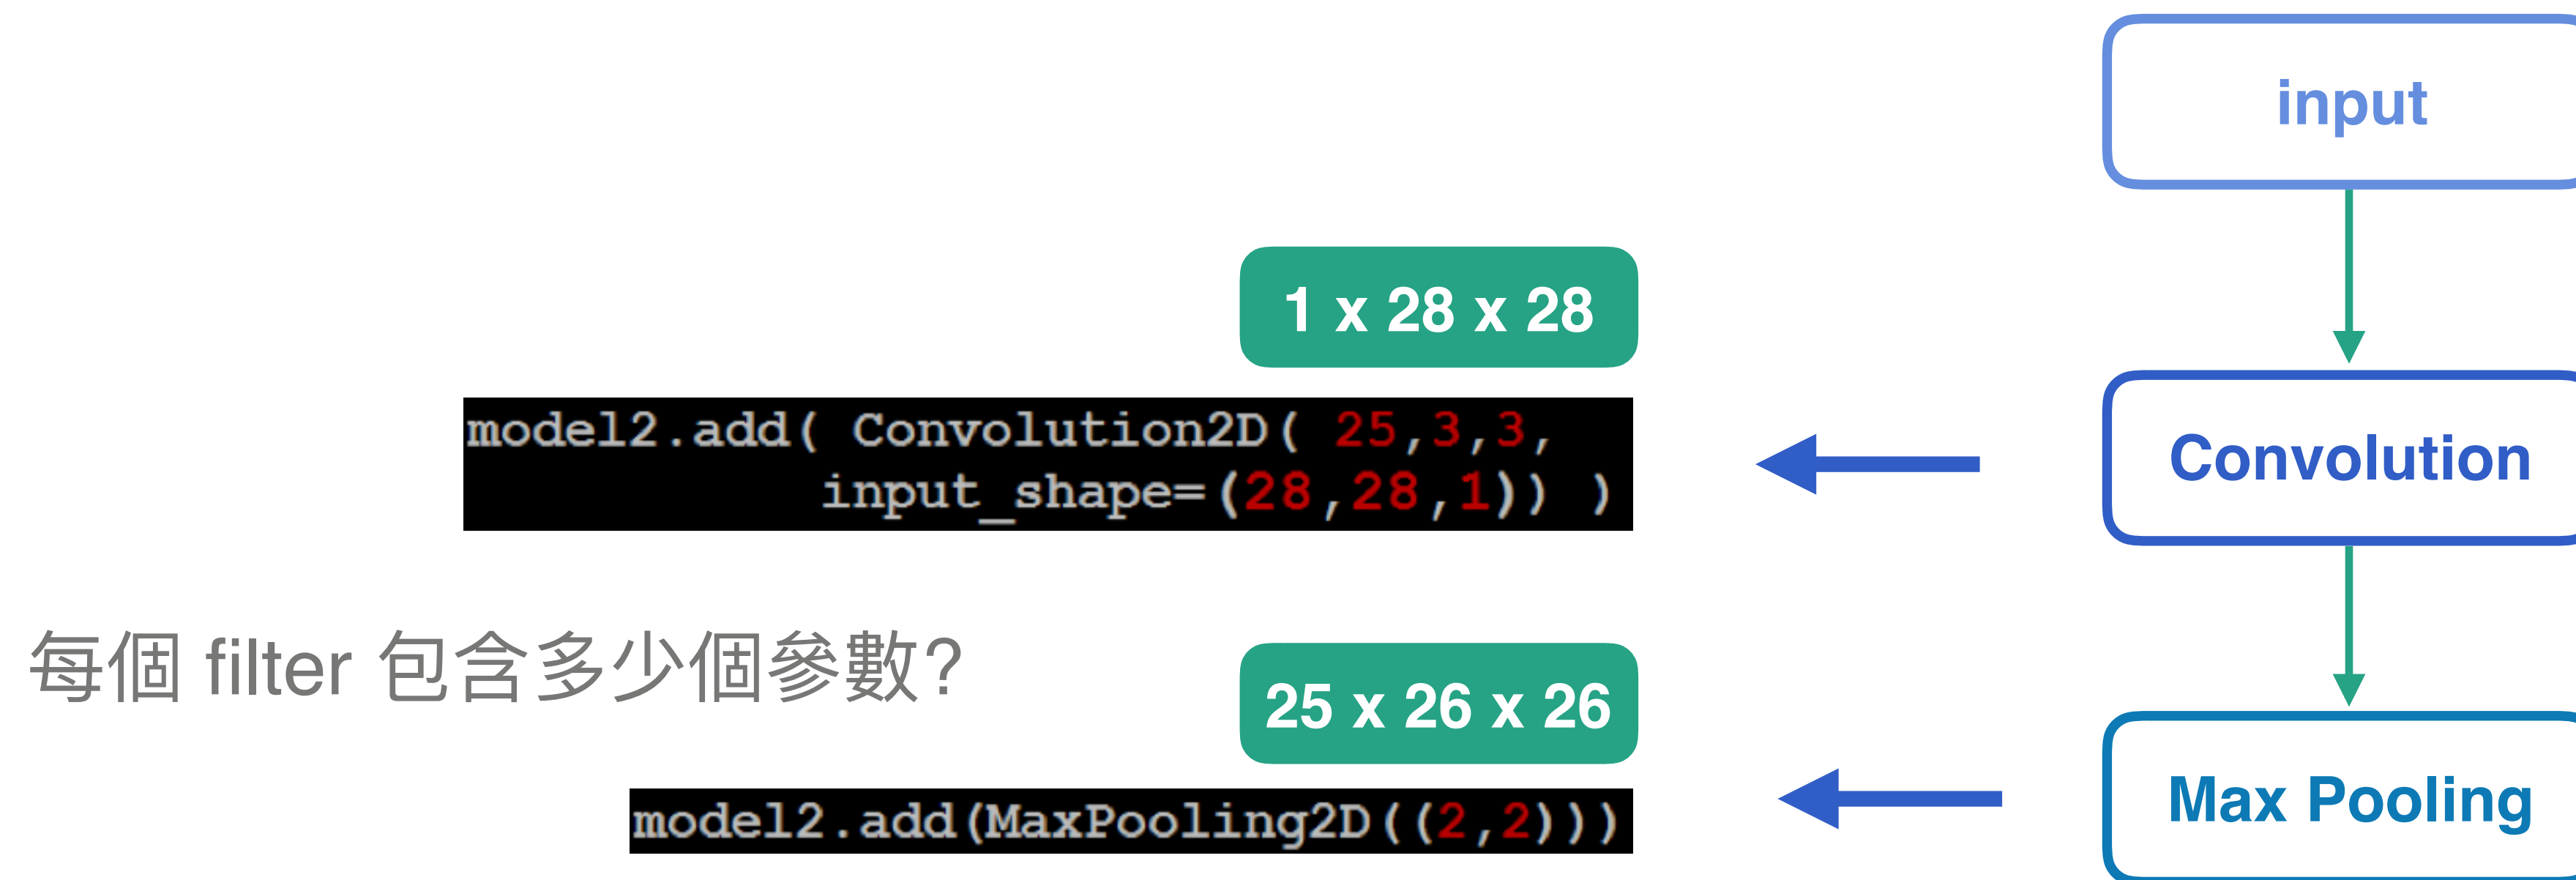 input
1 x 28 x 28
model2.add( Convolution2D( 25,3,3,
input_shape=(28,28,1)) )
Convolution
每個 filter 包含多少個參數?
25 x 26 x 26
model2.add(MaxPooling2D((2,2)))
Max Pooling